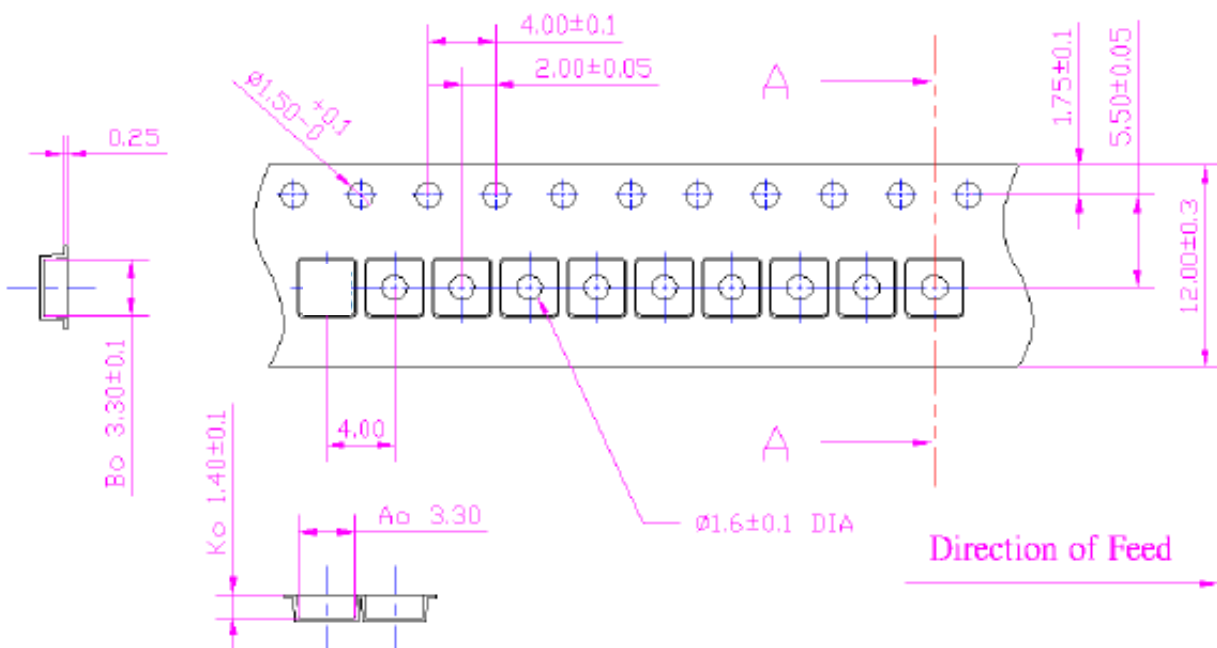 4.00±0.1
2.00±0.05
ø1.50 +0.1 -0
0.25
A
1.75±0.1
5.50±0.05
12.00±0.3
Bo 3.30±0.1
4.00
A
Ko 1.40±0.1
Ao 3.30
ø1.6±0.1 DIA
Direction of Feed